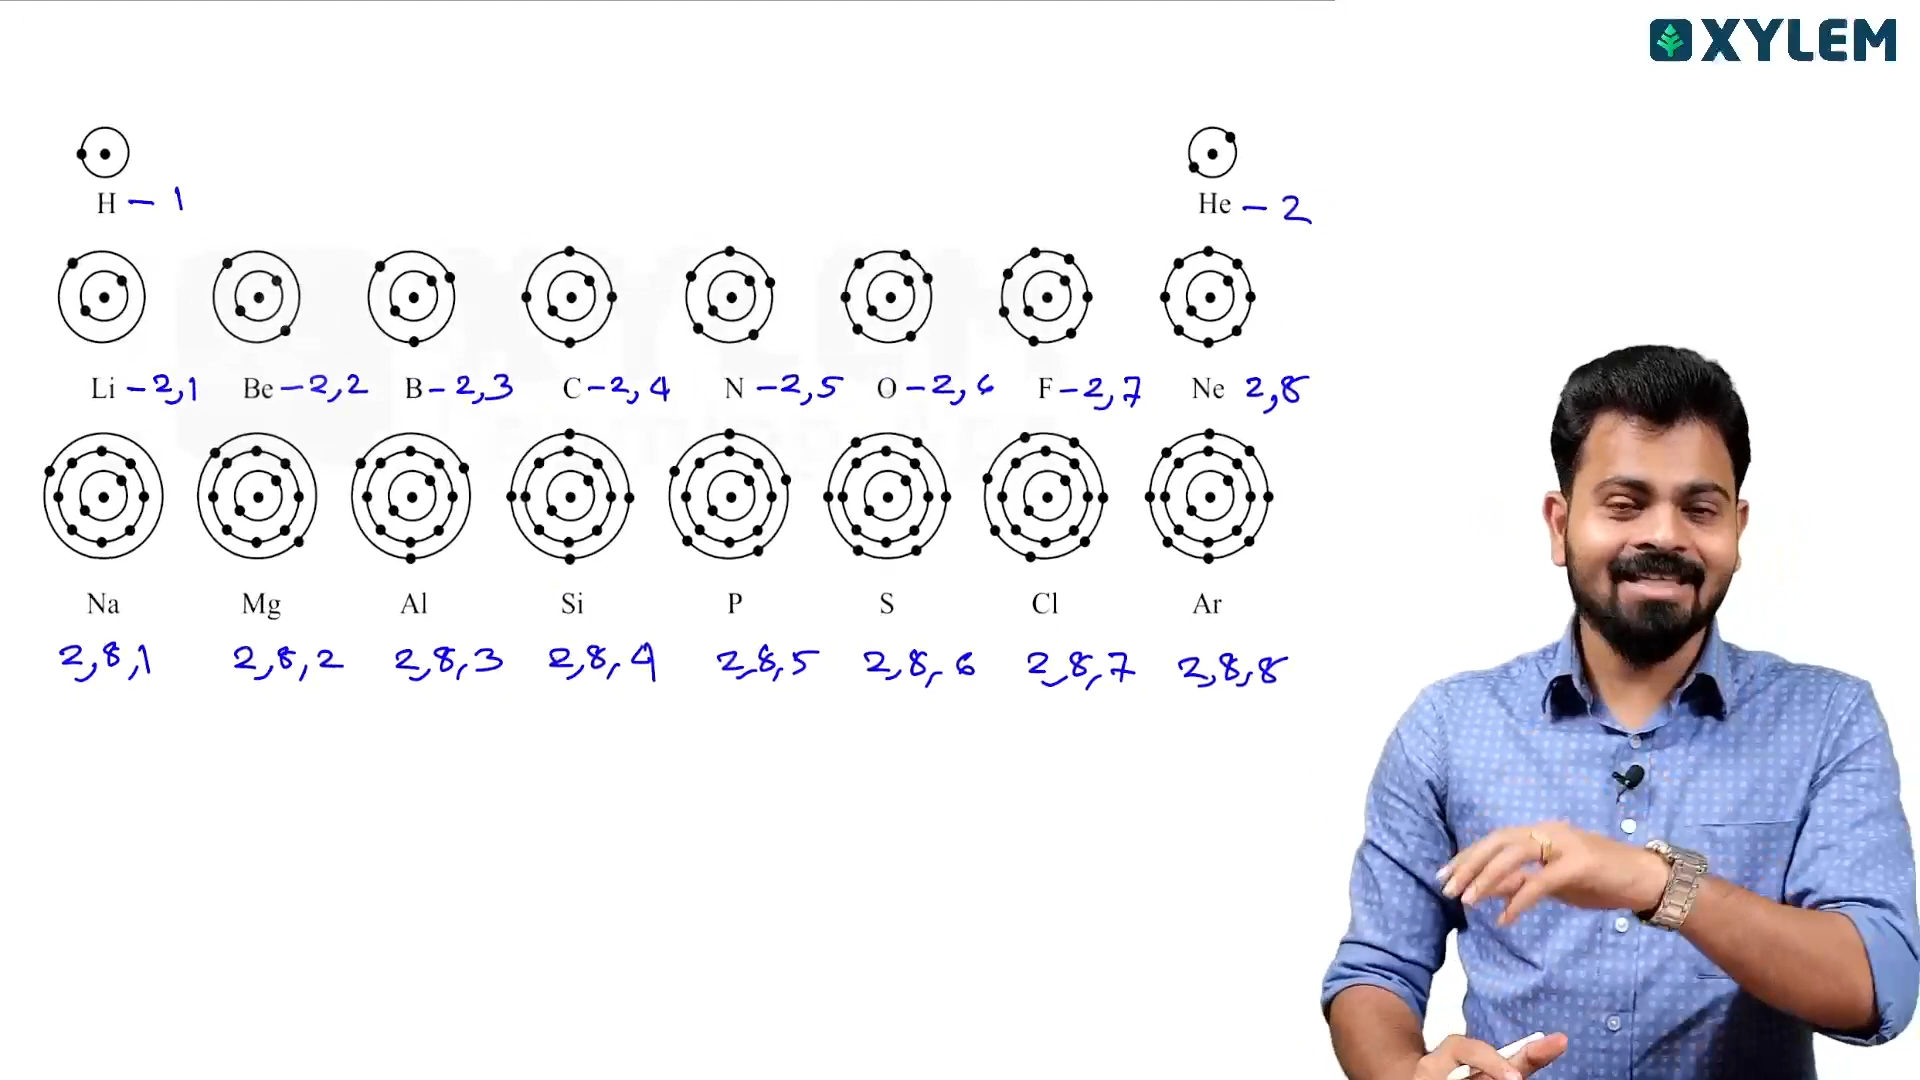 XYLEM
H – 1 He – 2
Li – 2,1 Be – 2,2 B – 2,3 C – 2,4 N – 2,5 O – 2,6 F – 2,7 Ne 2,8
Na Mg Al Si P S Cl Ar
2,8,1 2,8,2 2,8,3 2,8,4 2,8,5 2,8,6 2,8,7 2,8,8